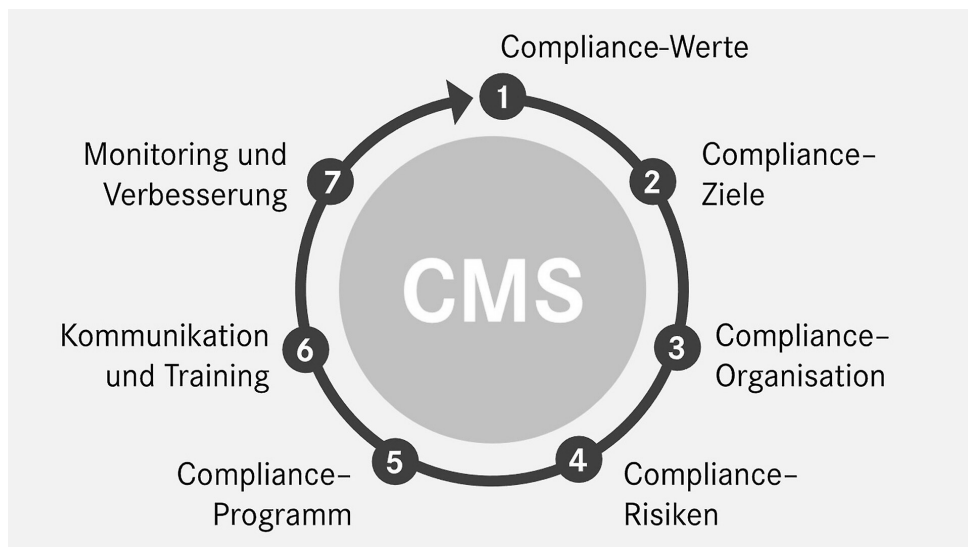 Compliance-Werte
1
2
Compliance-
Ziele
3
Compliance-
Organisation
4
Compliance-
Risiken
5
Compliance-
Programm
6
Kommunikation
und Training
7
Monitoring und
Verbesserung
CMS